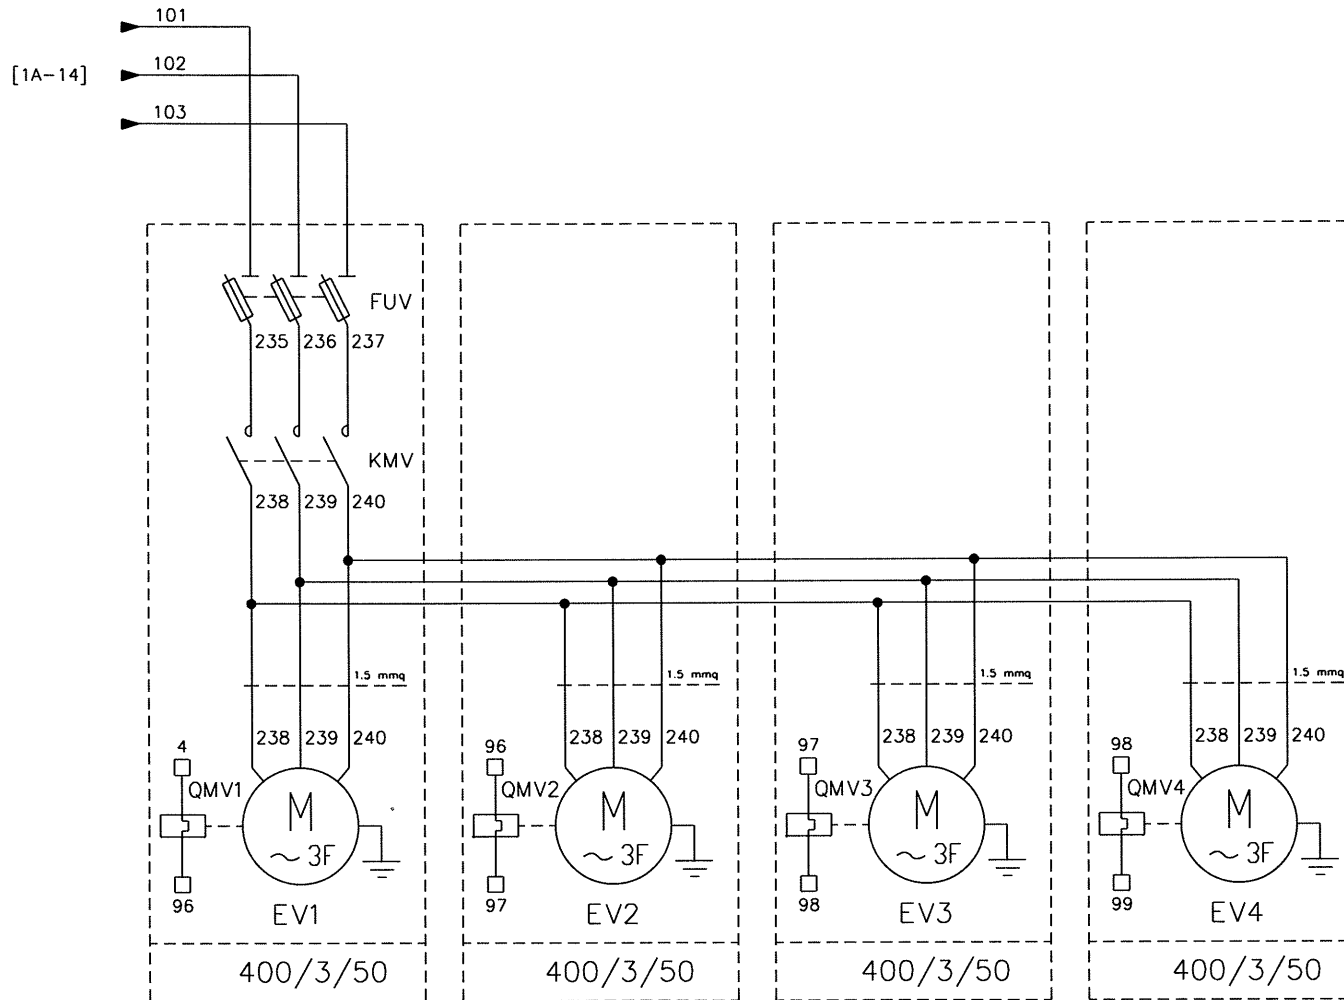 101
[1A-14] 102
103
FUV
235 236 237
KMV
238 239 240
1.5 mmq 1.5 mmq 1.5 mmq 1.5 mmq
238 239 240 238 239 240 238 239 240 238 239 240
4 96 97 98
QMV1 QMV2 QMV3 QMV4
M M M M
~ 3F ~ 3F ~ 3F ~ 3F
96 97 98 99
EV1 EV2 EV3 EV4
400/3/50 400/3/50 400/3/50 400/3/50